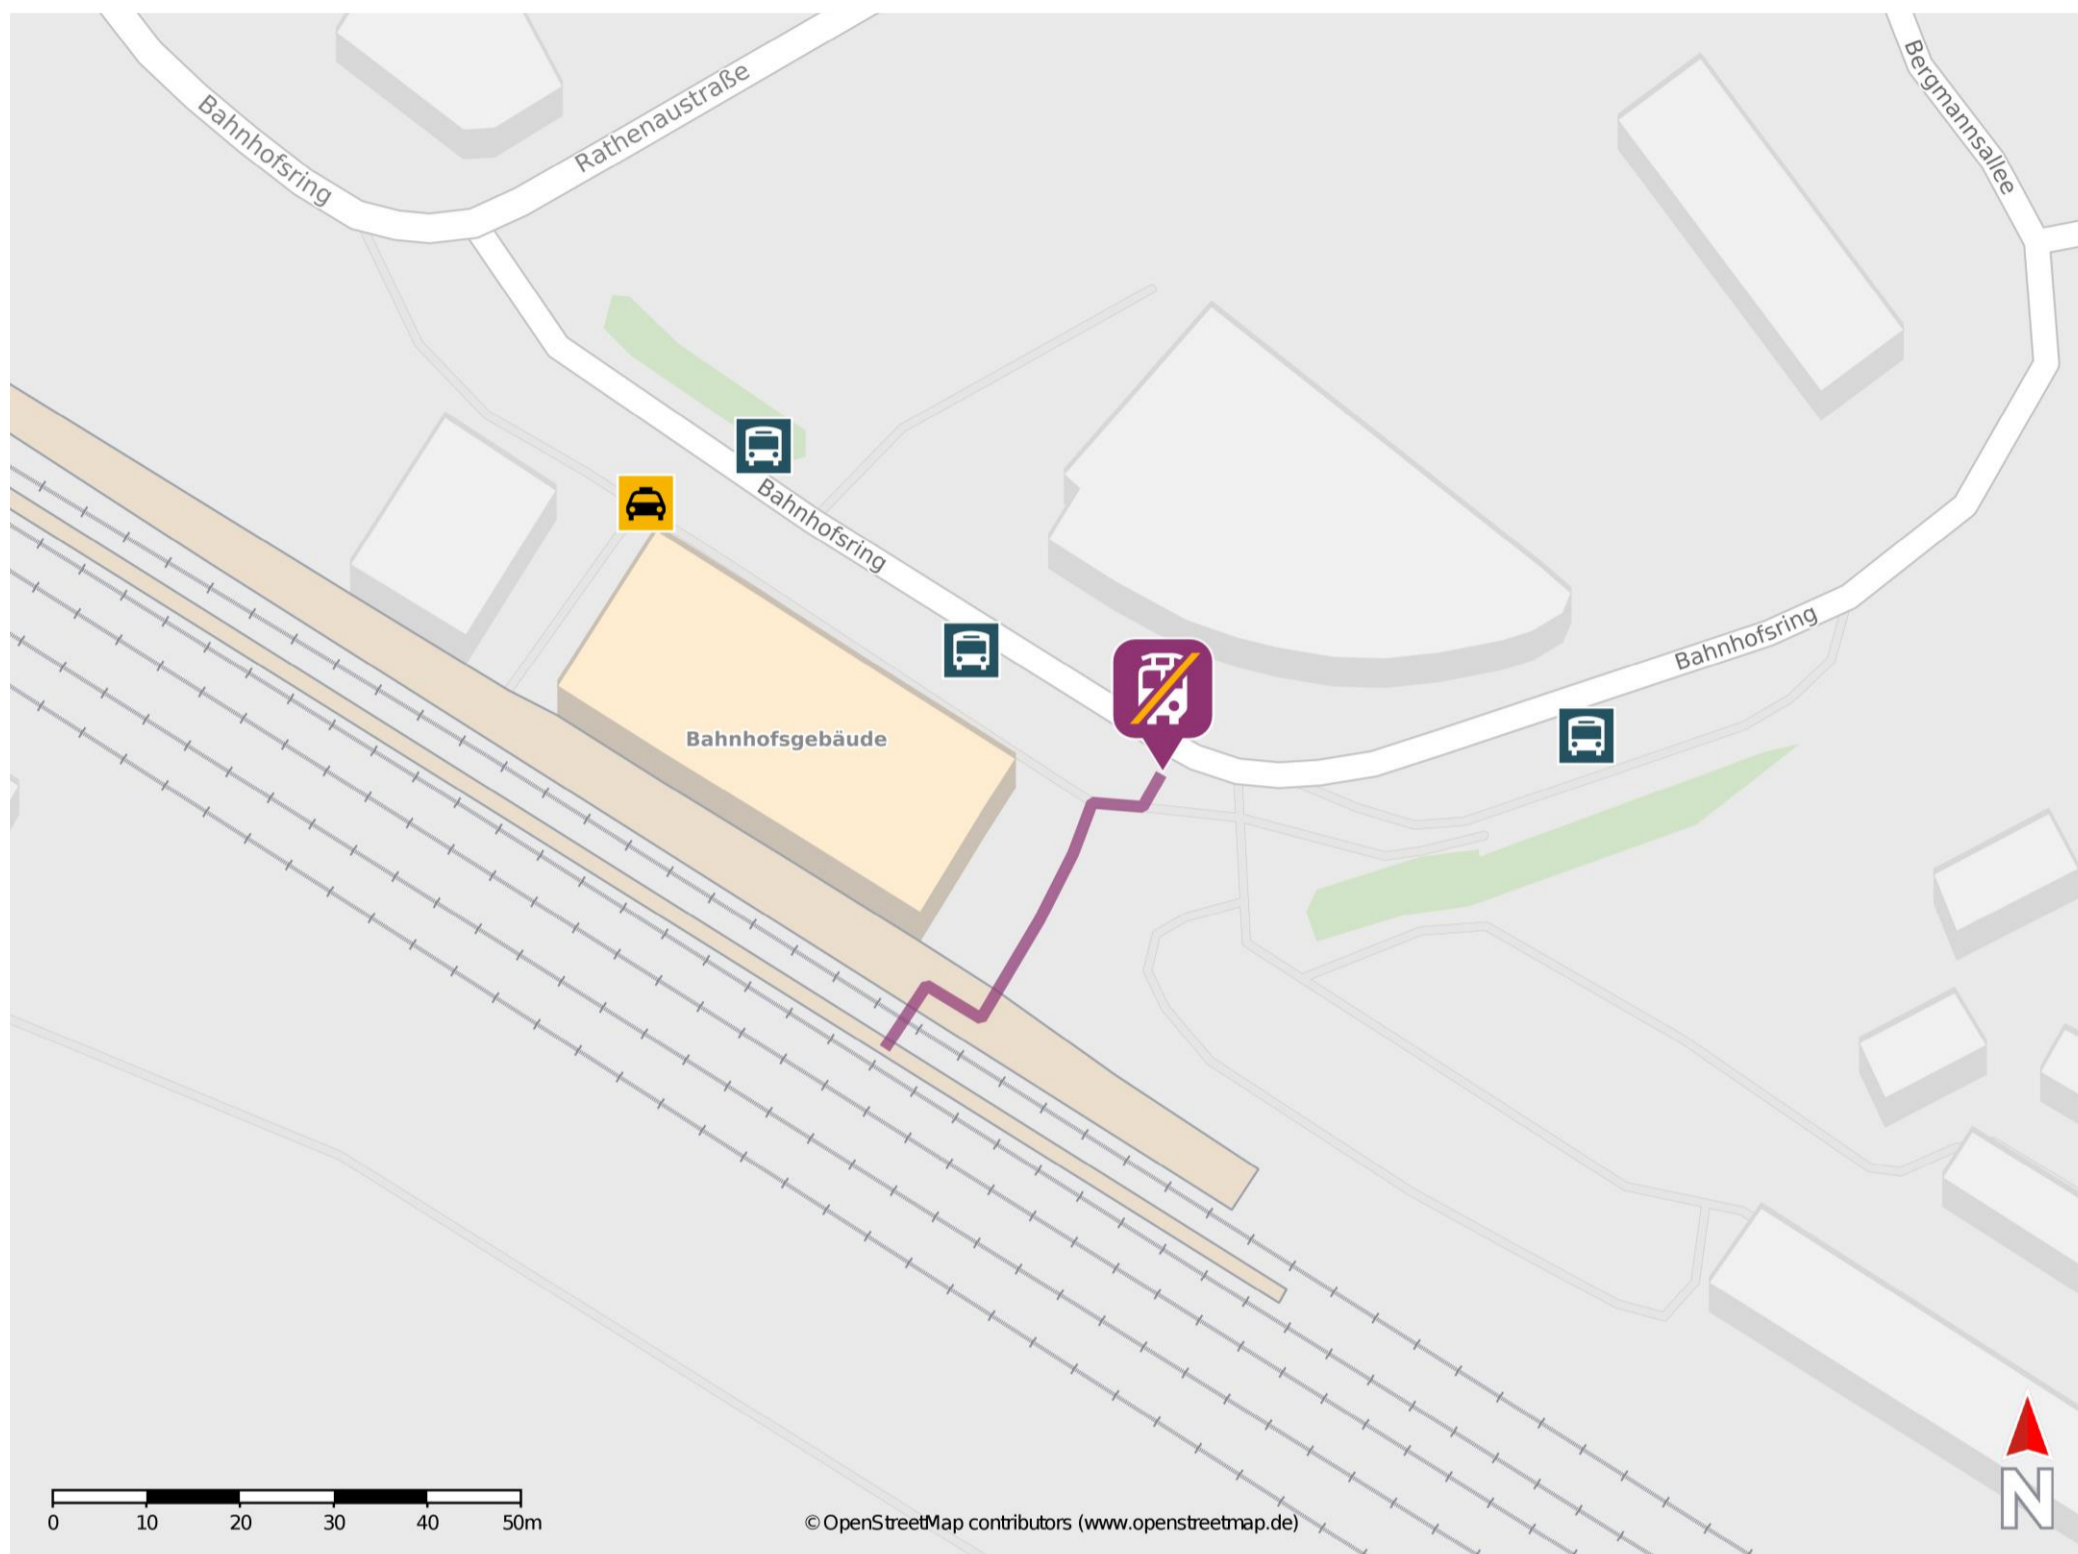 Bahnhofsring
Rathenaustraße
Bergmannsallee
Bahnhofsring
Bahnhofsring
Bahnhofsgebäude
0 10 20 30 40 50m
© OpenStreetMap contributors (www.openstreetmap.de)
N